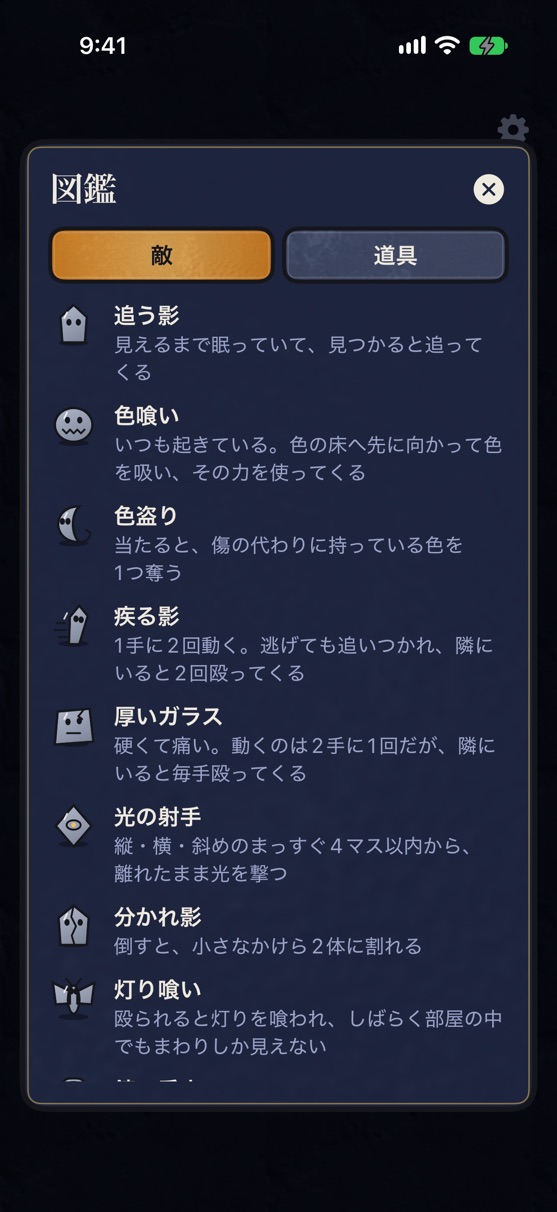 9:41
図鑑
敵
道具
追う影
見えるまで眠っていて、見つかると追って
くる
色喰い
いつも起きている。色の床へ先に向かって色
を吸い、その力を使ってくる
色盗り
当たると、傷の代わりに持っている色を
1つ奪う
疾る影
1手に2回動く。逃げても追いつかれ、隣に
いると2回殴ってくる
厚いガラス
硬くて痛い。動くのは2手に1回だが、隣に
いると毎手殴ってくる
光の射手
縦・横・斜めのまっすぐ4マス以内から、
離れたまま光を撃つ
分かれ影
倒すと、小さなかけら2体に割れる
灯り喰い
殴られると灯りを喰われ、しばらく部屋の中
でもまわりしか見えない